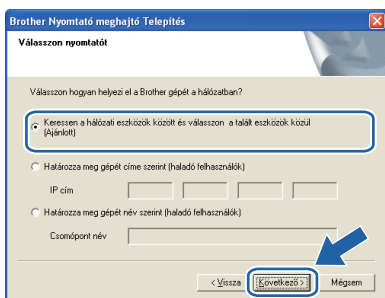 Brother Nyomtató meghajtó Telepítés
Válasszon nyomtatót
Válasszon hogyan helyezi el a Brother gépét a hálózatban?
Keressen a hálózati eszközök között és válasszon a talált eszközök közül
(Ajánlott)
Határozza meg gépét címe szerint (haladó felhasználók)
IP cím
Határozza meg gépét név szerint (haladó felhasználók)
Csomópont név
< Vissza Következő > Mégsem